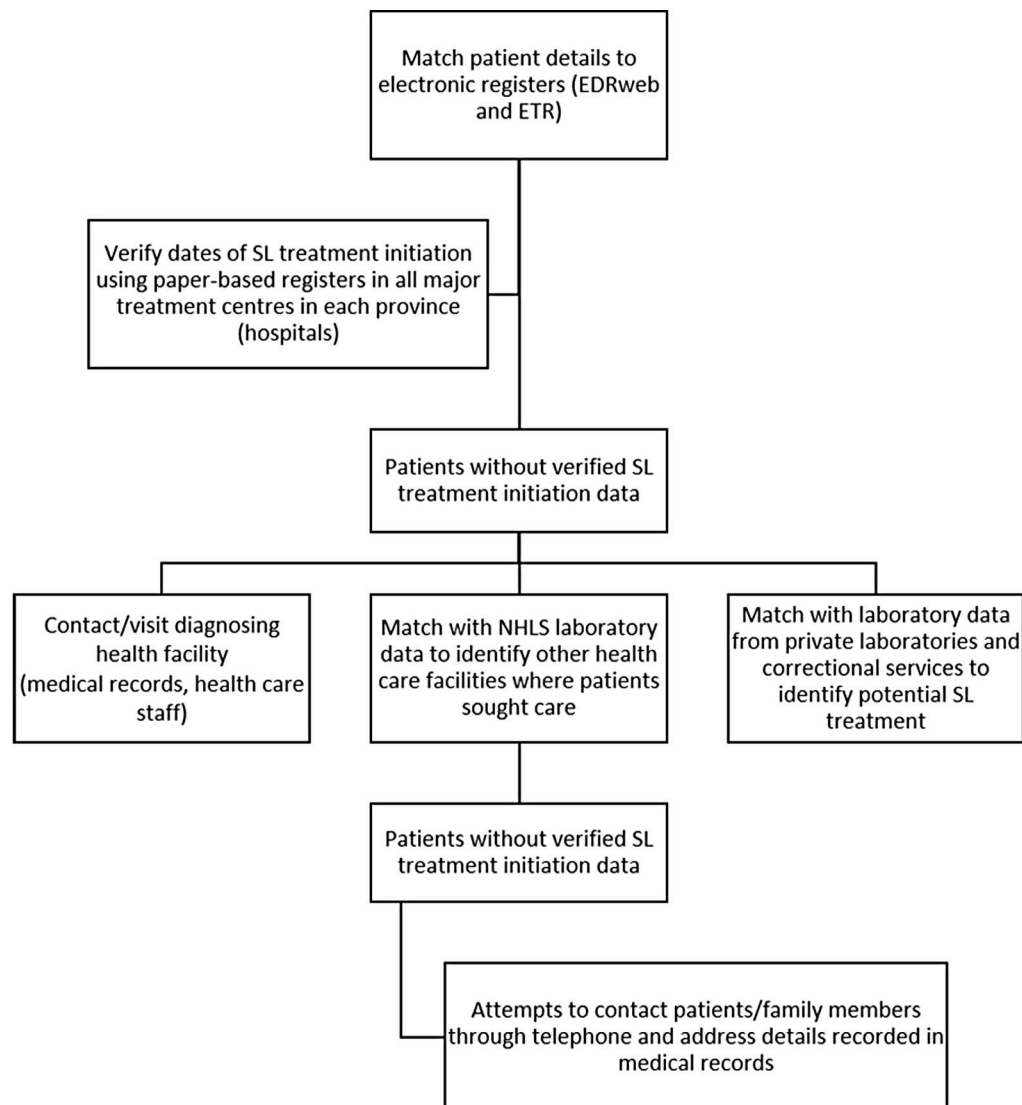 Match patient details to
electronic registers (EDRweb
and ETR)
Verify dates of SL treatment initiation
using paper-based registers in all major
treatment centres in each province
(hospitals)
Patients without verified SL
treatment initiation data
Contact/visit diagnosing
health facility
(medical records, health care
staff)
Match with NHLS laboratory
data to identify other health
care facilities where patients
sought care
Match with laboratory data
from private laboratories and
correctional services to
identify potential SL
treatment
Patients without verified SL
treatment initiation data
Attempts to contact patients/family members
through telephone and address details recorded in
medical records